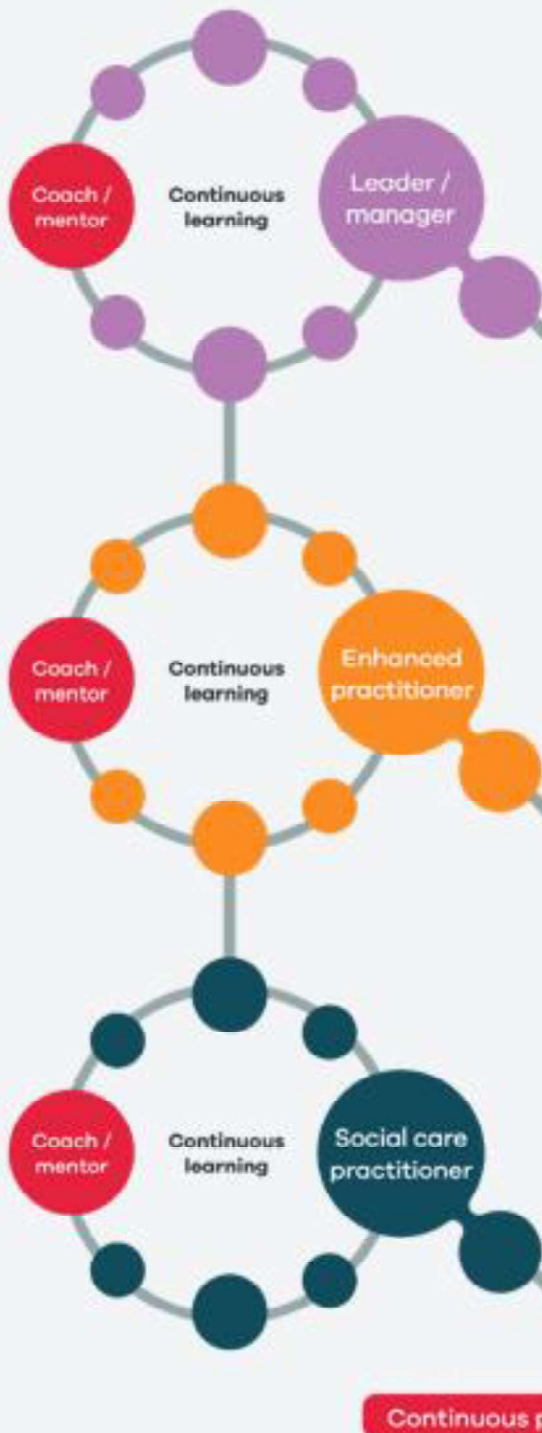 Leader /
manager
Coach /
mentor
Continuous
learning
Enhanced
practitioner
Coach /
mentor
Continuous
learning
Social care
practitioner
Coach /
mentor
Continuous
learning
Continuous p